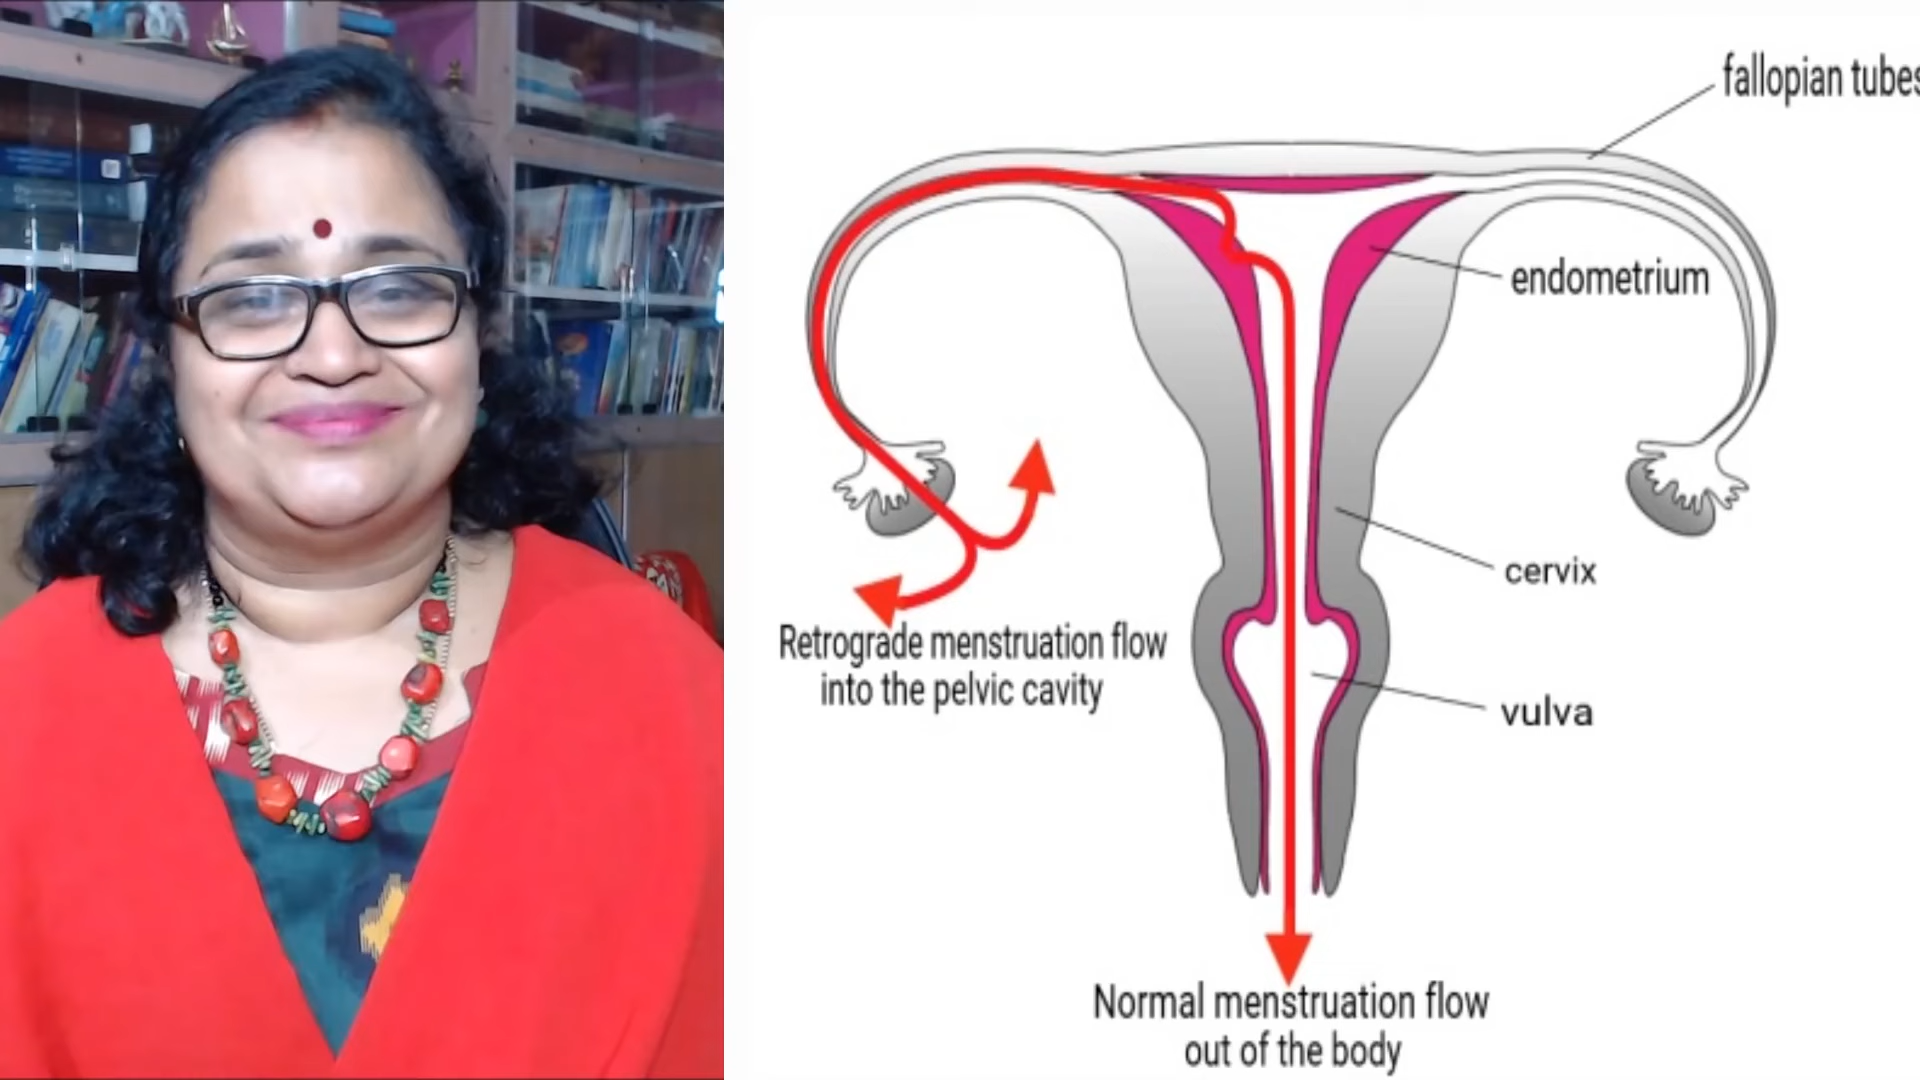 fallopian tubes
endometrium
cervix
Retrograde menstruation flow
into the pelvic cavity
vulva
Normal menstruation flow
out of the body